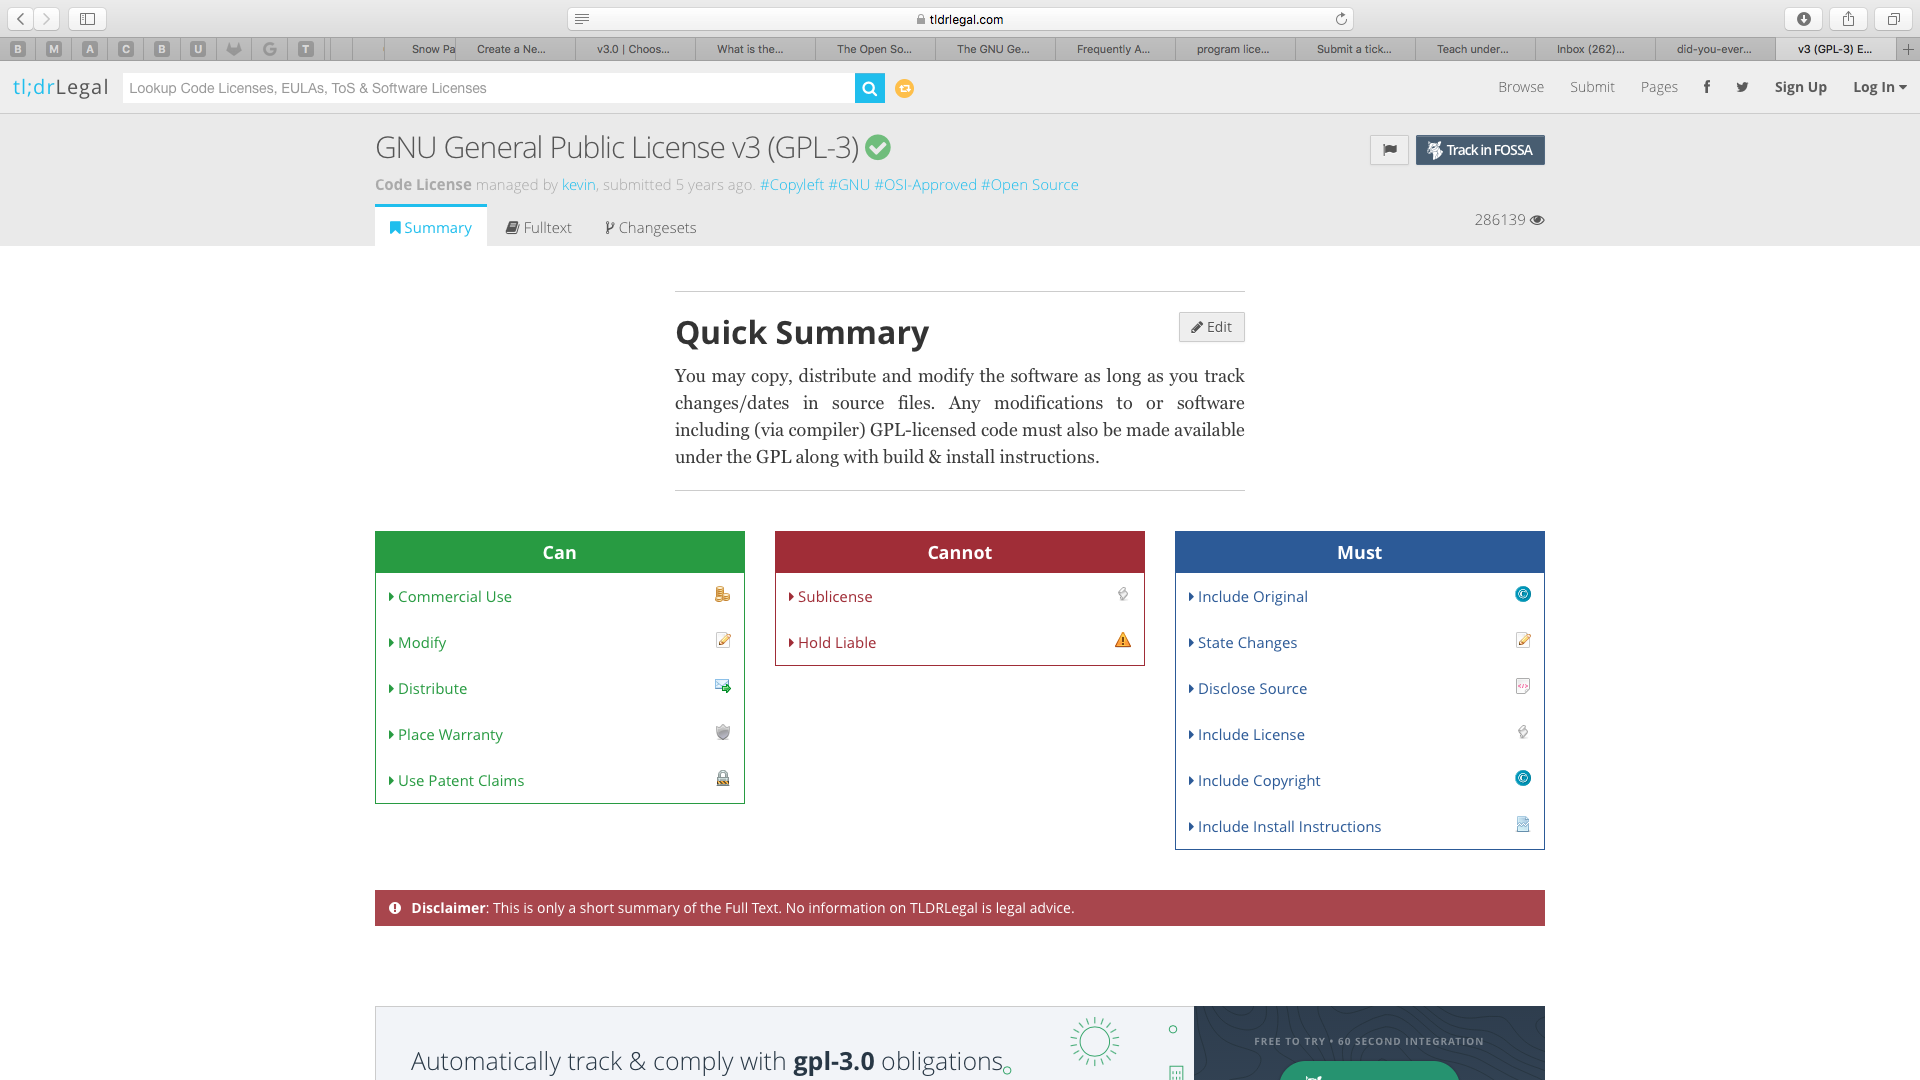 tldrlegal.com
B M A C B U G T Snow Pa Create a Ne... v3.0 | Choos... What is the... The Open So... The GNU Ge... Frequently A... program lice... Submit a tick... Teach under... Inbox (262)... did-you-ever... v3 (GPL-3) E...
tl;drLegal Lookup Code Licenses, EULAs, ToS & Software Licenses Browse Submit Pages Sign Up Log In
GNU General Public License v3 (GPL-3)
Track in FOSSA
Code License managed by kevin, submitted 5 years ago. #Copyleft #GNU #OSI-Approved #Open Source
Summary Fulltext Changesets 286139
Quick Summary
Edit
You may copy, distribute and modify the software as long as you track
changes/dates in source files. Any modifications to or software
including (via compiler) GPL-licensed code must also be made available
under the GPL along with build & install instructions.
Can
Commercial Use
Modify
Distribute
Place Warranty
Use Patent Claims
Cannot
Sublicense
Hold Liable
Must
Include Original
State Changes
Disclose Source
Include License
Include Copyright
Include Install Instructions
Disclaimer: This is only a short summary of the Full Text. No information on TLDRLegal is legal advice.
Automatically track & comply with gpl-3.0 obligations
FREE TO TRY • 60 SECOND INTEGRATION